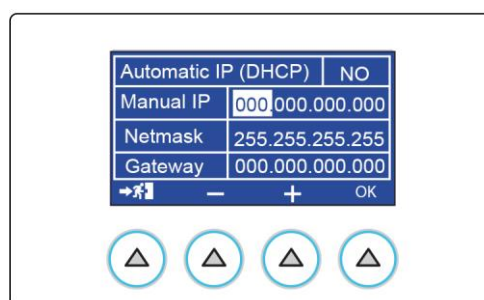 Automatic IP (DHCP) NO
Manual IP 000.000.000.000
Netmask 255.255.255.255
Gateway 000.000.000.000
− + OK